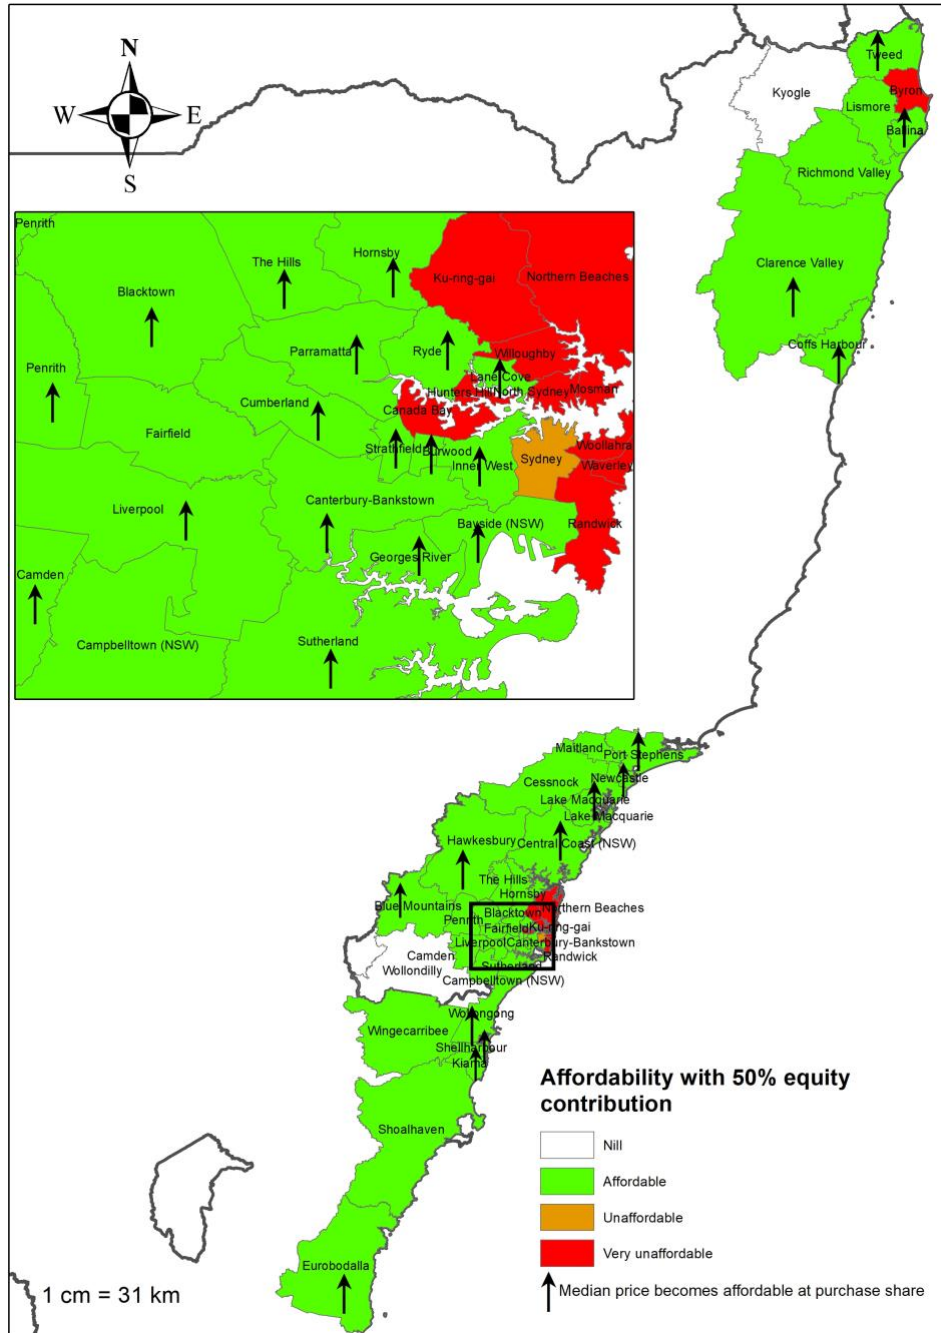 N
W
E
S
Tweed
Kyogle
Byron
Lismore
Ballina
Richmond Valley
Clarence Valley
Coffs Harbour
Penrith
Hornsby
The Hills
Ku-ring-gai
Northern Beaches
Blacktown
Parramatta
Ryde
Willoughby
Penrith
Lane Cove
Hunters Hill
North Sydney
Mosman
Cumberland
Canada Bay
Fairfield
Strathfield
Burwood
Inner West
Sydney
Woollahra
Waverley
Canterbury-Bankstown
Liverpool
Bayside (NSW)
Randwick
Georges River
Camden
Campbelltown (NSW)
Sutherland
Maitland
Port Stephens
Cessnock
Newcastle
Lake Macquarie
Lake Macquarie
Hawkesbury
Central Coast (NSW)
The Hills
Hornsby
Blue Mountains
Penrith
Blacktown
Northern Beaches
Fairfield
Ku-ring-gai
Liverpool
Canterbury-Bankstown
Camden
Randwick
Wollondilly
Sutherland
Campbelltown (NSW)
Wollongong
Wingecarribee
Shellharbour
Kiama
Shoalhaven
Eurobodalla
Affordability with 50% equity
contribution
Nill
Affordable
Unaffordable
Very unaffordable
Median price becomes affordable at purchase share
1 cm = 31 km